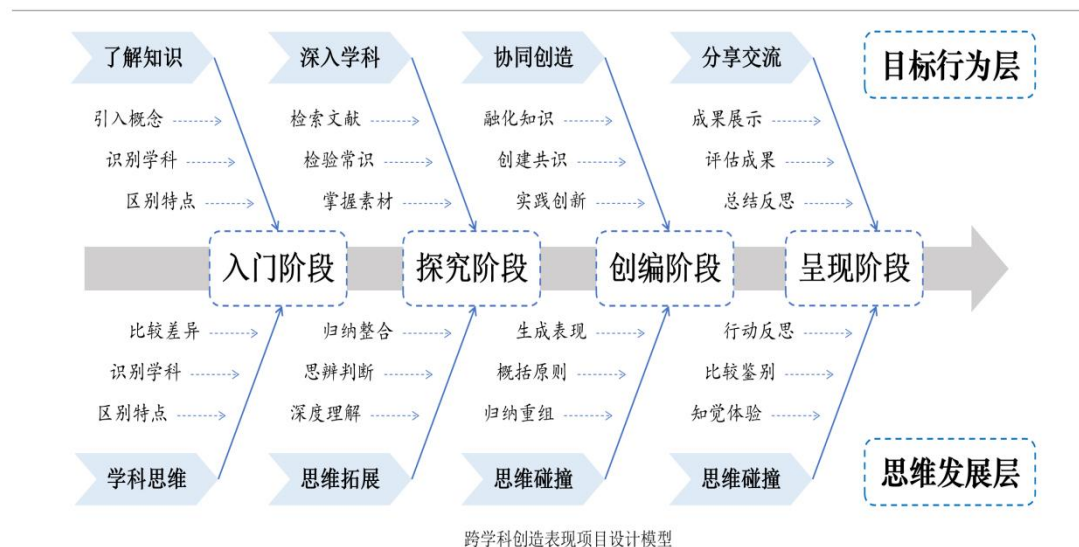 了解知识 深入学科 协同创造 分享交流 目标行为层
引入概念 检索文献 融化知识 成果展示
识别学科 检验常识 创建共识 评估成果
区别特点 掌握素材 实践创新 总结反思
入门阶段 探究阶段 创编阶段 呈现阶段
比较差异 归纳整合 生成表现 行动反思
识别学科 思辨判断 概括原则 比较鉴别
区别特点 深度理解 归纳重组 知觉体验
学科思维 思维拓展 思维碰撞 思维碰撞 思维发展层
跨学科创造表现项目设计模型